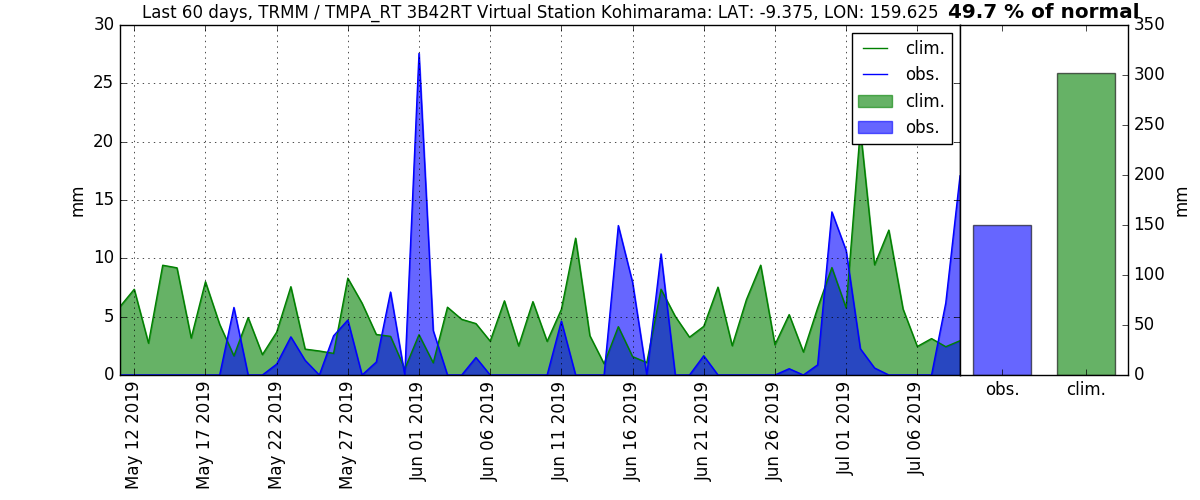 Last 60 days, TRMM / TMPA_RT 3B42RT Virtual Station Kohimarama: LAT: -9.375, LON: 159.625 49.7 % of normal
30
25
20
15
10
5
0
mm
clim.
obs.
clim.
obs.
350
300
250
200
150
100
50
0
mm
obs.
clim.
May 12 2019
May 17 2019
May 22 2019
May 27 2019
Jun 01 2019
Jun 06 2019
Jun 11 2019
Jun 16 2019
Jun 21 2019
Jun 26 2019
Jul 01 2019
Jul 06 2019